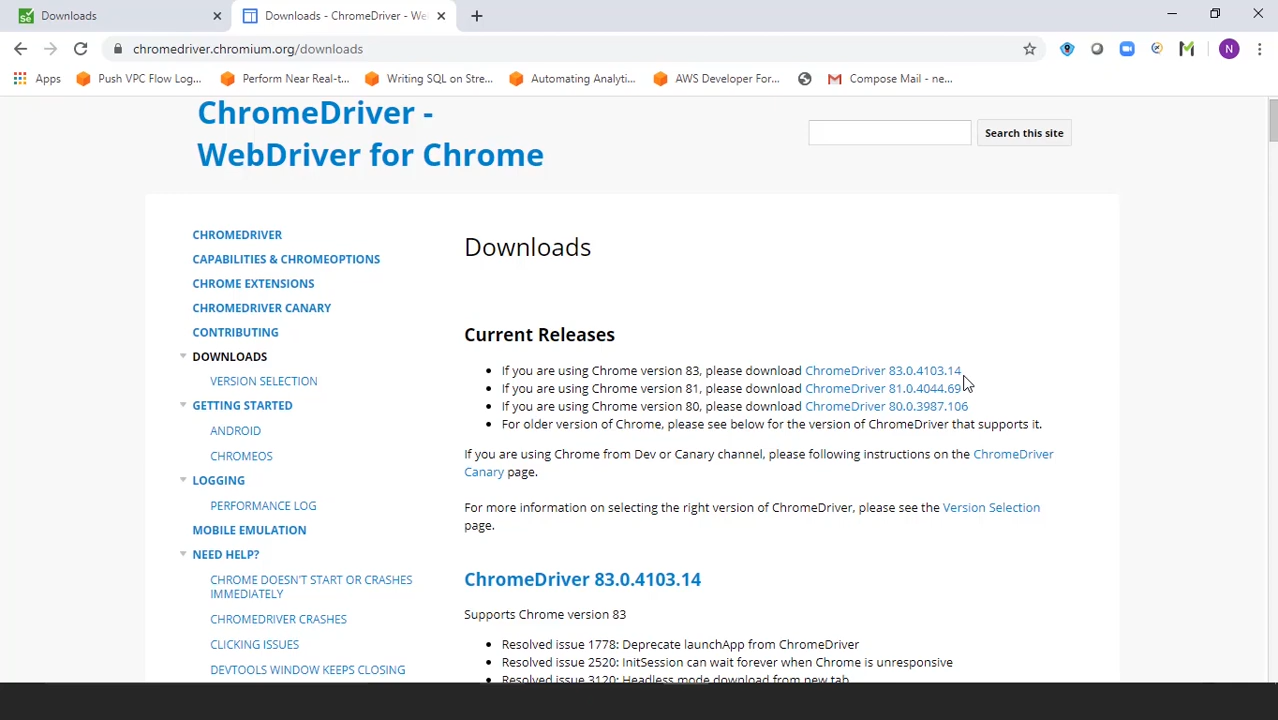 Downloads
Downloads - ChromeDriver - We
chromedriver.chromium.org/downloads
N
Apps
Push VPC Flow Log...
Perform Near Real-t...
Writing SQL on Stre...
Automating Analyti...
AWS Developer For...
Compose Mail - ne...
ChromeDriver -
WebDriver for Chrome
Search this site
CHROMEDRIVER
CAPABILITIES & CHROMEOPTIONS
CHROME EXTENSIONS
CHROMEDRIVER CANARY
CONTRIBUTING
DOWNLOADS
VERSION SELECTION
GETTING STARTED
ANDROID
CHROMEOS
LOGGING
PERFORMANCE LOG
MOBILE EMULATION
NEED HELP?
CHROME DOESN'T START OR CRASHES
IMMEDIATELY
CHROMEDRIVER CRASHES
CLICKING ISSUES
DEVTOOLS WINDOW KEEPS CLOSING
Downloads
Current Releases
If you are using Chrome version 83, please download ChromeDriver 83.0.4103.14
If you are using Chrome version 81, please download ChromeDriver 81.0.4044.69
If you are using Chrome version 80, please download ChromeDriver 80.0.3987.106
For older version of Chrome, please see below for the version of ChromeDriver that supports it.
If you are using Chrome from Dev or Canary channel, please following instructions on the ChromeDriver
Canary page.
For more information on selecting the right version of ChromeDriver, please see the Version Selection
page.
ChromeDriver 83.0.4103.14
Supports Chrome version 83
Resolved issue 1778: Deprecate launchApp from ChromeDriver
Resolved issue 2520: InitSession can wait forever when Chrome is unresponsive
Resolved issue 3120: Headless mode download from new tab